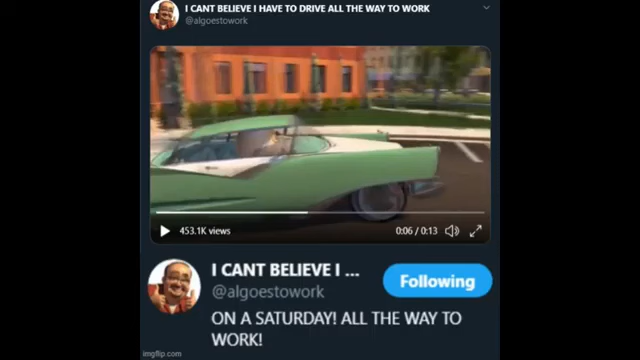 I CANT BELIEVE I HAVE TO DRIVE ALL THE WAY TO WORK
@algoestowork
453.1K views
0:06 / 0:13
I CANT BELIEVE I ...
Following
@algoestowork
ON A SATURDAY! ALL THE WAY TO
WORK!
imgflip.com